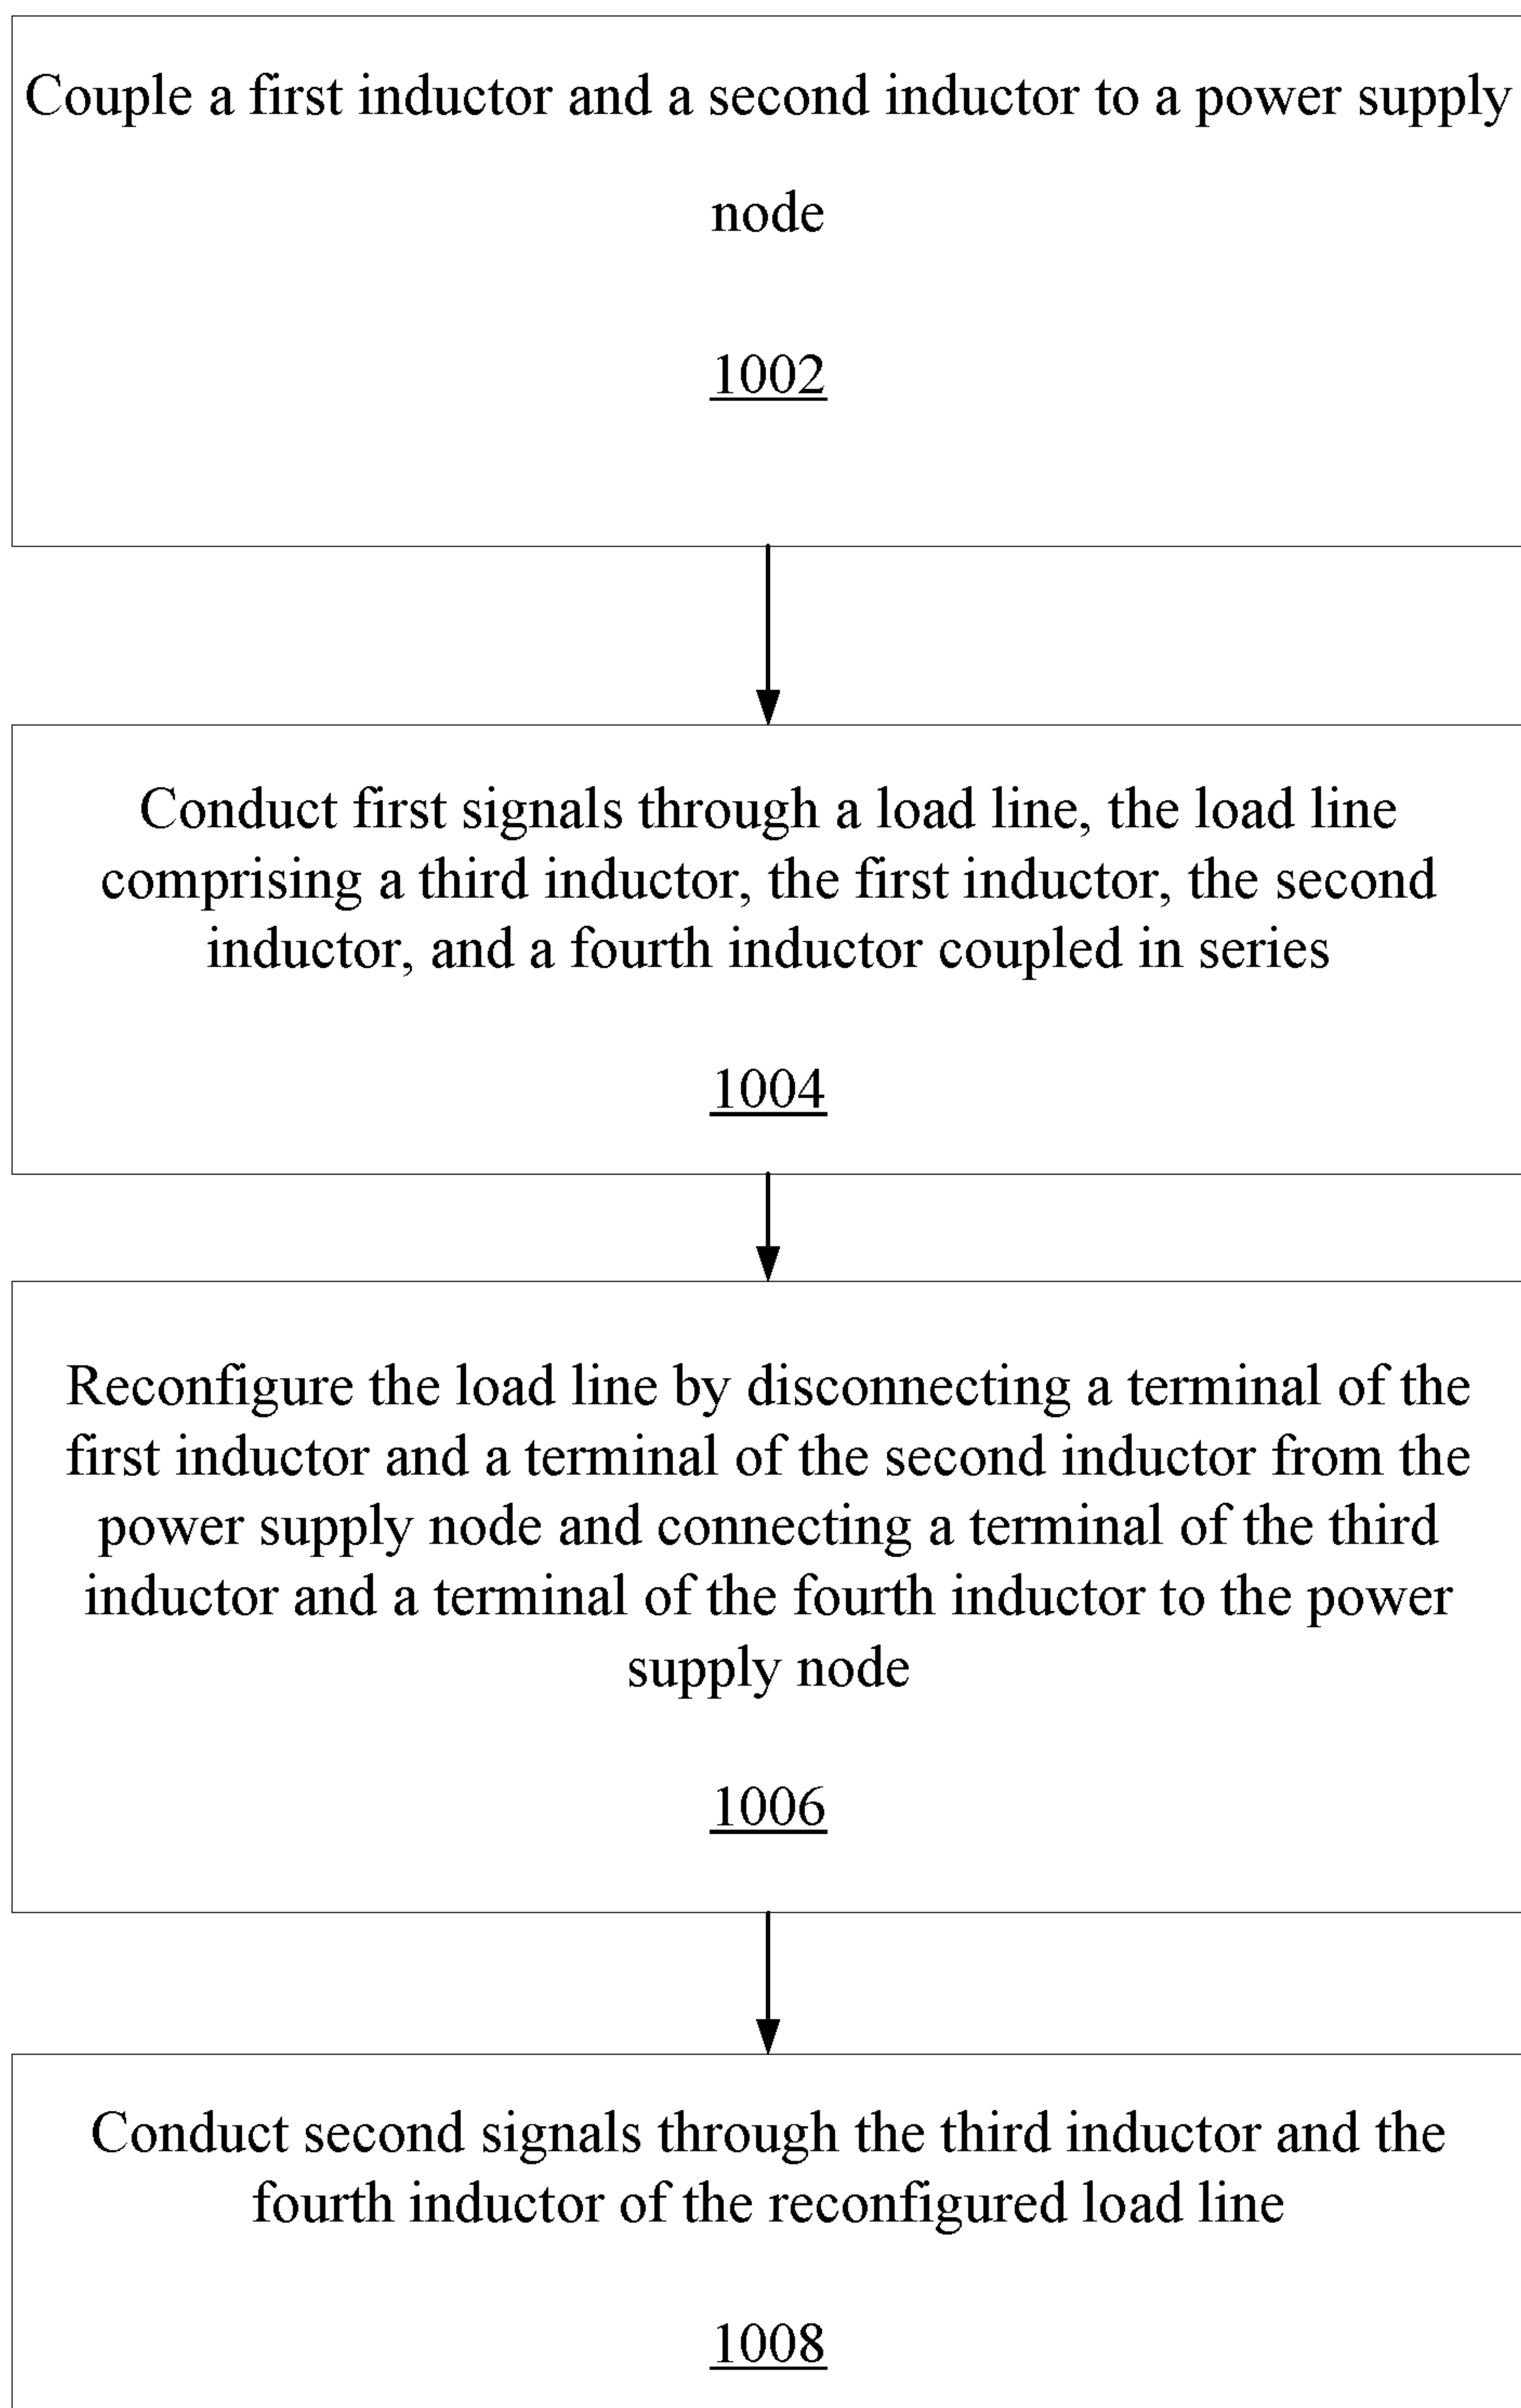 Couple a first inductor and a second inductor to a power supply
node
1002
Conduct first signals through a load line, the load line
comprising a third inductor, the first inductor, the second
inductor, and a fourth inductor coupled in series
1004
Reconfigure the load line by disconnecting a terminal of the
first inductor and a terminal of the second inductor from the
power supply node and connecting a terminal of the third
inductor and a terminal of the fourth inductor to the power
supply node
1006
Conduct second signals through the third inductor and the
fourth inductor of the reconfigured load line
1008